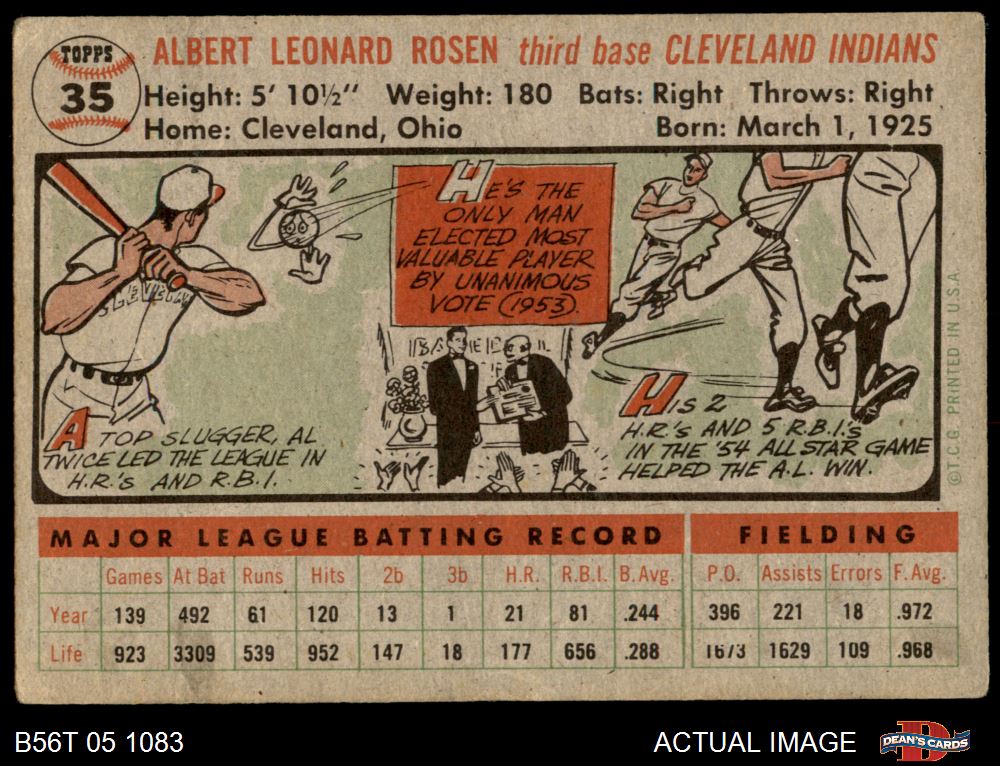 TOPPS
35
ALBERT LEONARD ROSEN third base CLEVELAND INDIANS
Height: 5' 10½" Weight: 180 Bats: Right Throws: Right
Home: Cleveland, Ohio Born: March 1, 1925
CLEVELAND
A TOP SLUGGER, AL
TWICE LED THE LEAGUE IN
H.R.'s AND R.B.I.
HE'S THE
ONLY MAN
ELECTED MOST
VALUABLE PLAYER
BY UNANIMOUS
VOTE (1953).
HIS 2
H.R.'s AND 5 R.B.I.'s
IN THE '54 ALL STAR GAME
HELPED THE A.L. WIN.
©T.C.G. PRINTED IN U.S.A.
MAJOR LEAGUE BATTING RECORD FIELDING
Games At Bat Runs Hits 2b 3b H.R. R.B.I. B.Avg. P.O. Assists Errors F. Avg.
Year 139 492 61 120 13 1 21 81 .244 396 221 18 .972
Life 923 3309 539 952 147 18 177 656 .288 1673 1629 109 .968
B56T 05 1083 ACTUAL IMAGE D DEAN'S CARDS